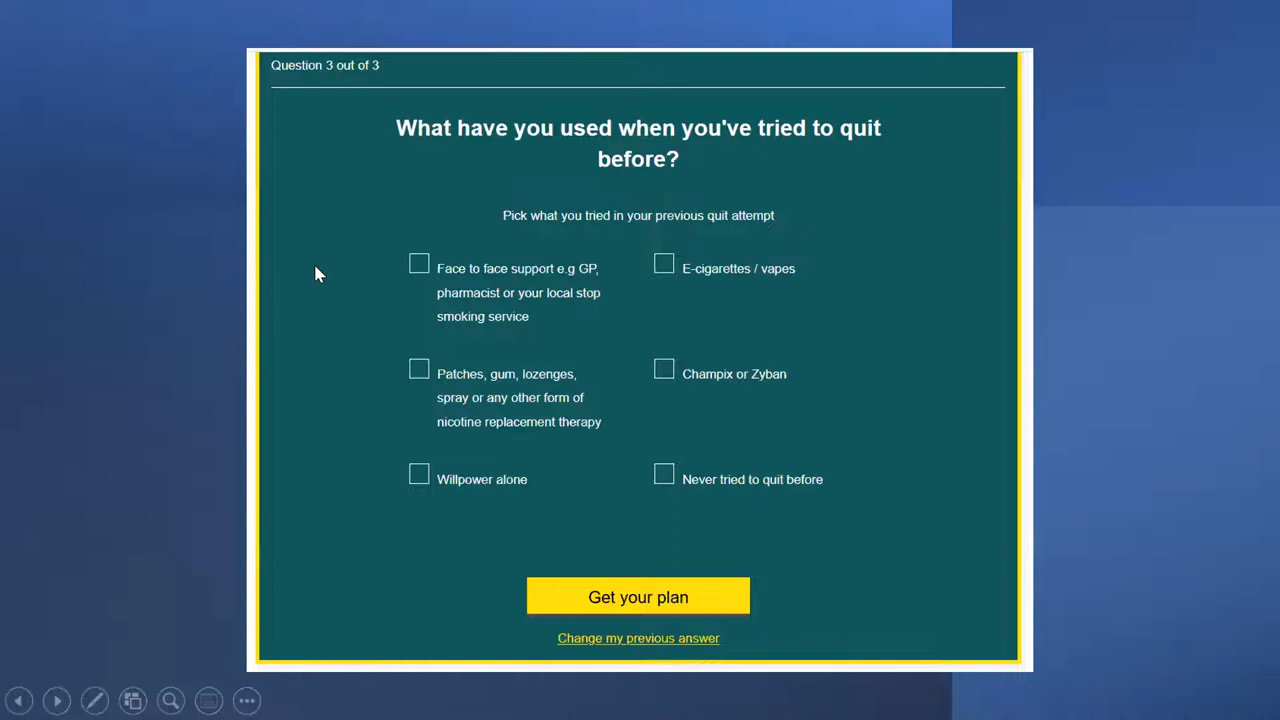 Question 3 out of 3
What have you used when you've tried to quit
before?
Pick what you tried in your previous quit attempt
Face to face support e.g GP,
pharmacist or your local stop
smoking service
E-cigarettes / vapes
Patches, gum, lozenges,
spray or any other form of
nicotine replacement therapy
Champix or Zyban
Willpower alone
Never tried to quit before
Get your plan
Change my previous answer